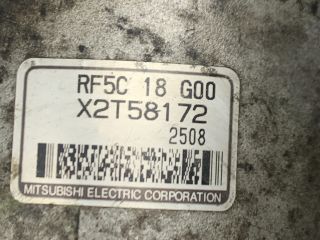 RF5C 18 G00
X2T58172
2508
MITSUBISHI ELECTRIC CORPORATION